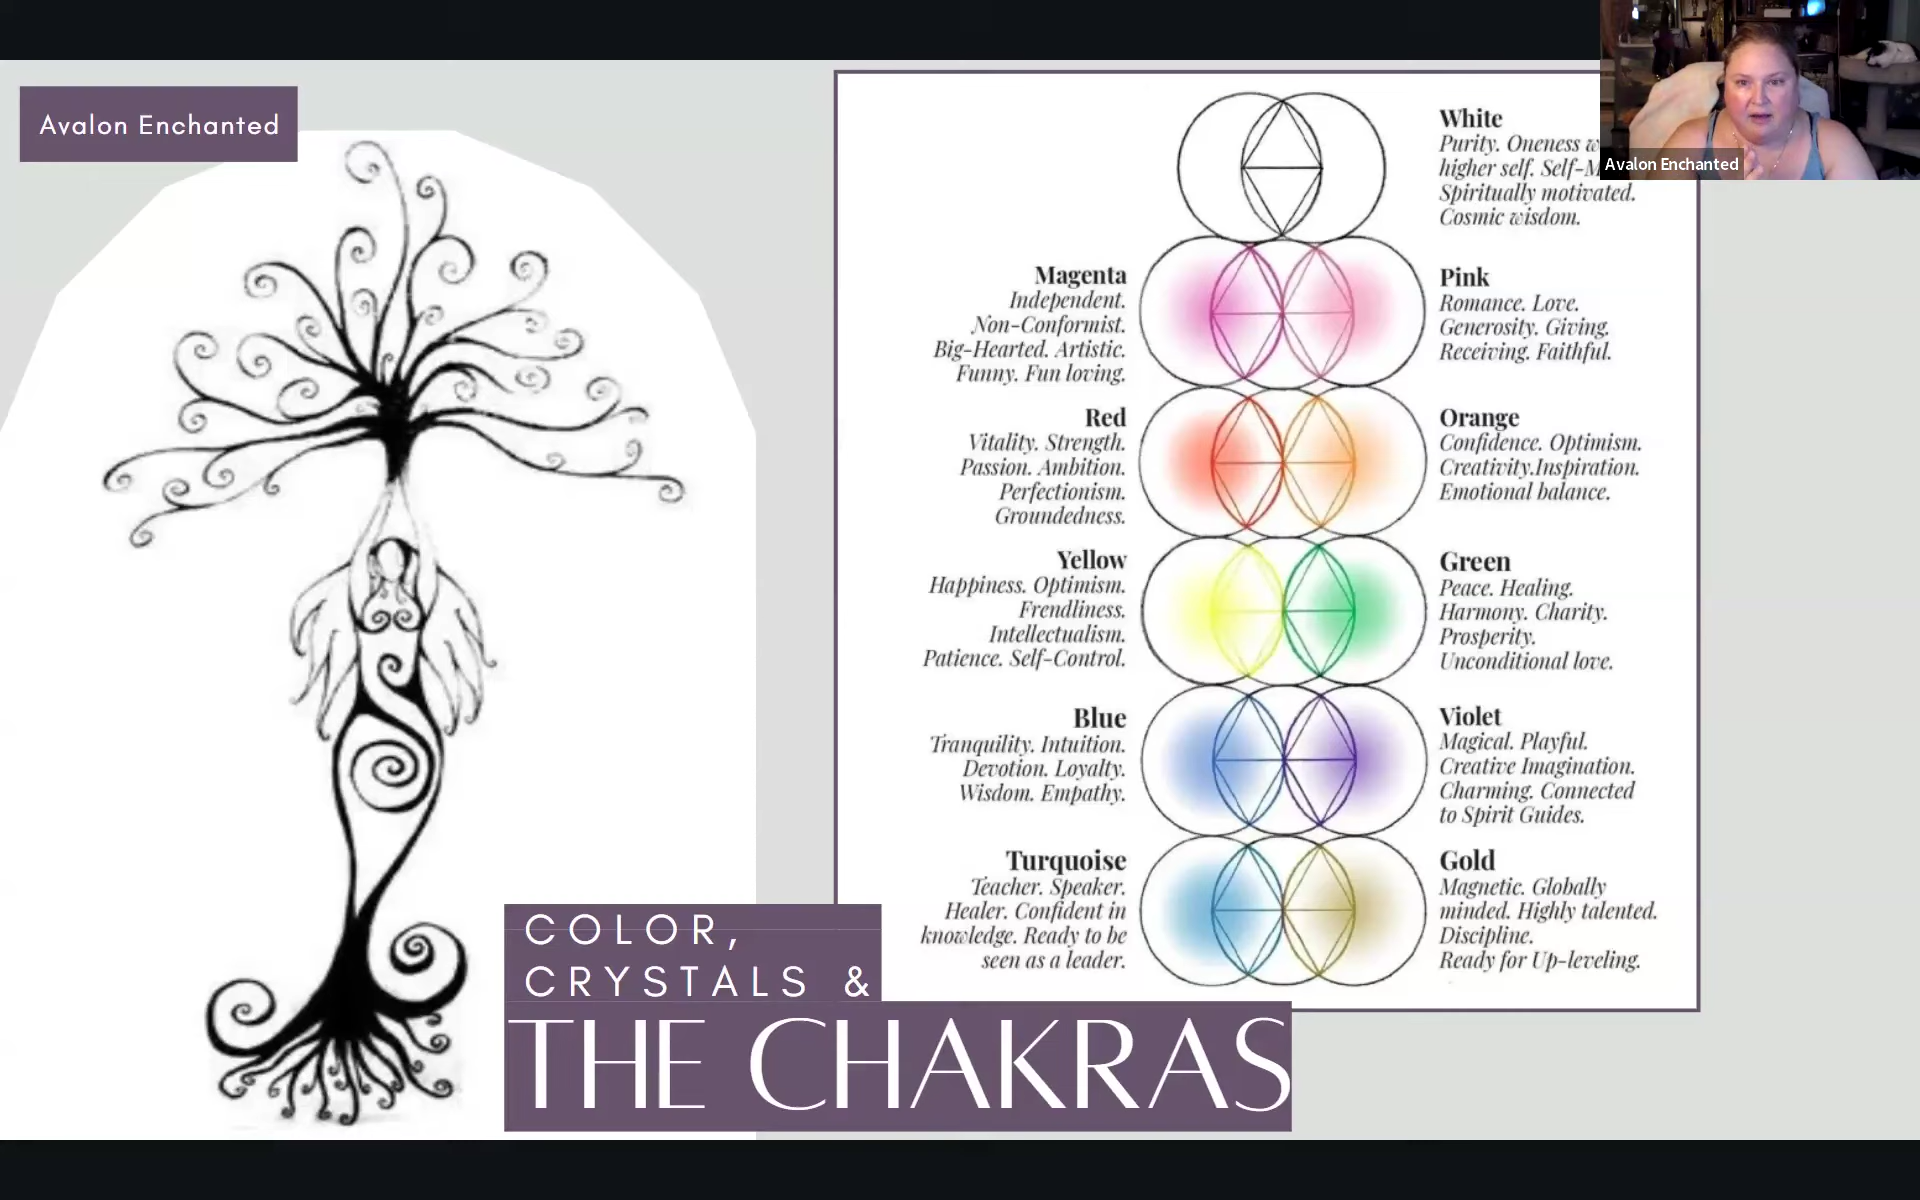 Avalon Enchanted
White
Purity. Oneness
higher self.
Spiritually motivated.
Cosmic wisdom.
Avalon Enchanted
Magenta
Independent.
Non-Conformist.
Big-Hearted. Artistic.
Funny. Fun loving.
Pink
Romance. Love.
Generosity. Giving.
Receiving. Faithful.
Red
Vitality. Strength.
Passion. Ambition.
Perfectionism.
Groundedness.
Orange
Confidence. Optimism.
Creativity.Inspiration.
Emotional balance.
Yellow
Happiness. Optimism.
Frendliness.
Intellectualism.
Patience. Self-Control.
Green
Peace. Healing.
Harmony. Charity.
Prosperity.
Unconditional love.
Blue
Tranquility. Intuition.
Devotion. Loyalty.
Wisdom. Empathy.
Violet
Magical. Playful.
Creative Imagination.
Charming. Connected
to Spirit Guides.
Turquoise
Teacher. Speaker.
Healer. Confident in
knowledge. Ready to be
seen as a leader.
Gold
Magnetic. Globally
minded. Highly talented.
Discipline.
Ready for Up-leveling.
COLOR,
CRYSTALS &
THE CHAKRAS